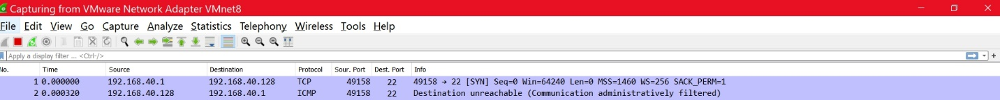 Capturing from VMware Network Adapter VMnet8
File Edit View Go Capture Analyze Statistics Telephony Wireless Tools Help
Apply a display filter ... <Ctrl-/>
No. Time Source Destination Protocol Sour. Port Dest. Port Info
1 0.000000 192.168.40.1 192.168.40.128 TCP 49158 22 49158 → 22 [SYN] Seq=0 Win=64240 Len=0 MSS=1460 WS=256 SACK_PERM=1
2 0.000320 192.168.40.128 192.168.40.1 ICMP 49158 22 Destination unreachable (Communication administratively filtered)